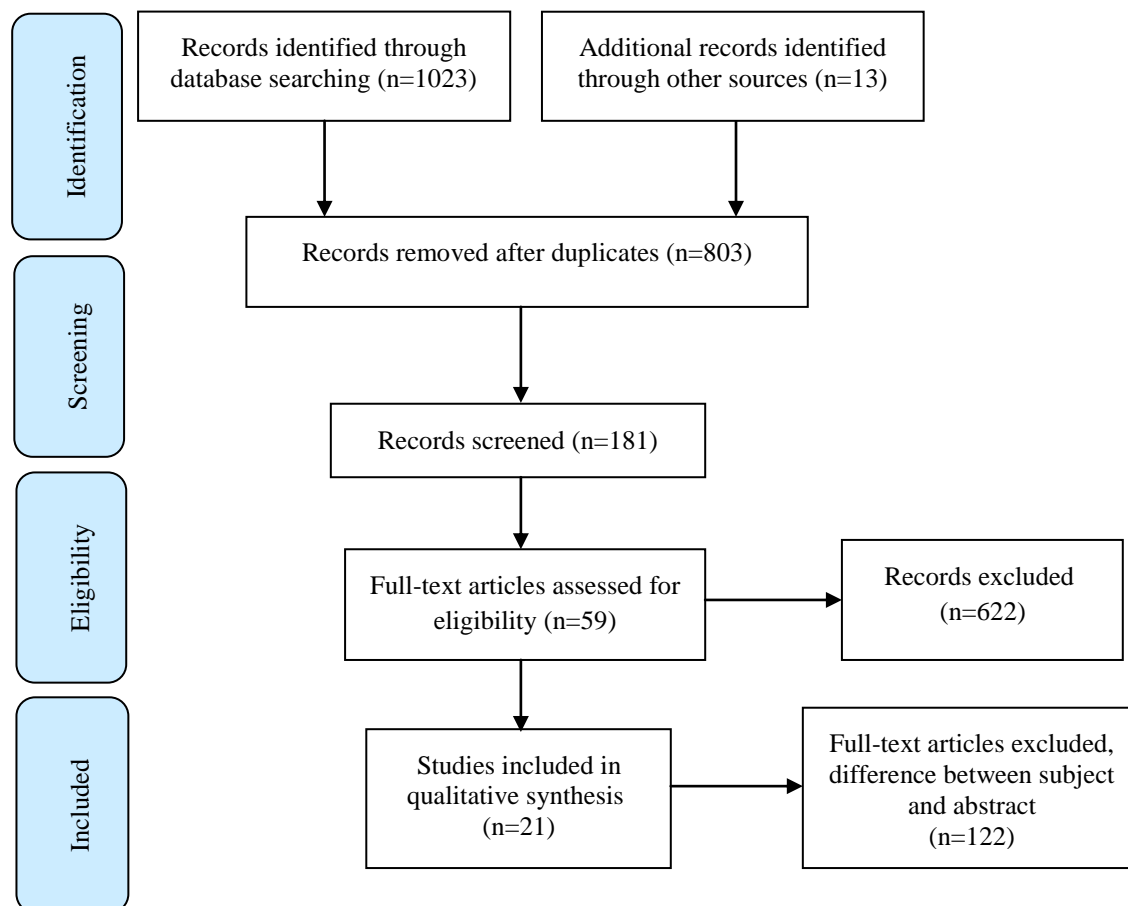 Identification
Records identified through
database searching (n=1023)
Additional records identified
through other sources (n=13)
Records removed after duplicates (n=803)
Screening
Records screened (n=181)
Eligibility
Full-text articles assessed for
eligibility (n=59)
Records excluded
(n=622)
Included
Studies included in
qualitative synthesis
(n=21)
Full-text articles excluded,
difference between subject
and abstract
(n=122)